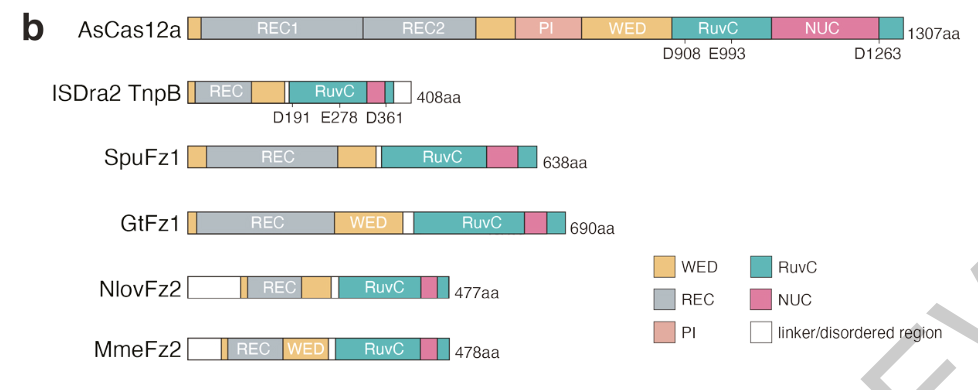 b
AsCas12a REC1 REC2 PI WED RuvC NUC 1307aa
D908 E993 D1263
ISDra2 TnpB REC RuvC 408aa
D191 E278 D361
SpuFz1 REC RuvC 638aa
GtFz1 REC WED RuvC 690aa
NlovFz2 REC RuvC 477aa
MmeFz2 REC WED RuvC 478aa
WED RuvC
REC NUC
PI linker/disordered region